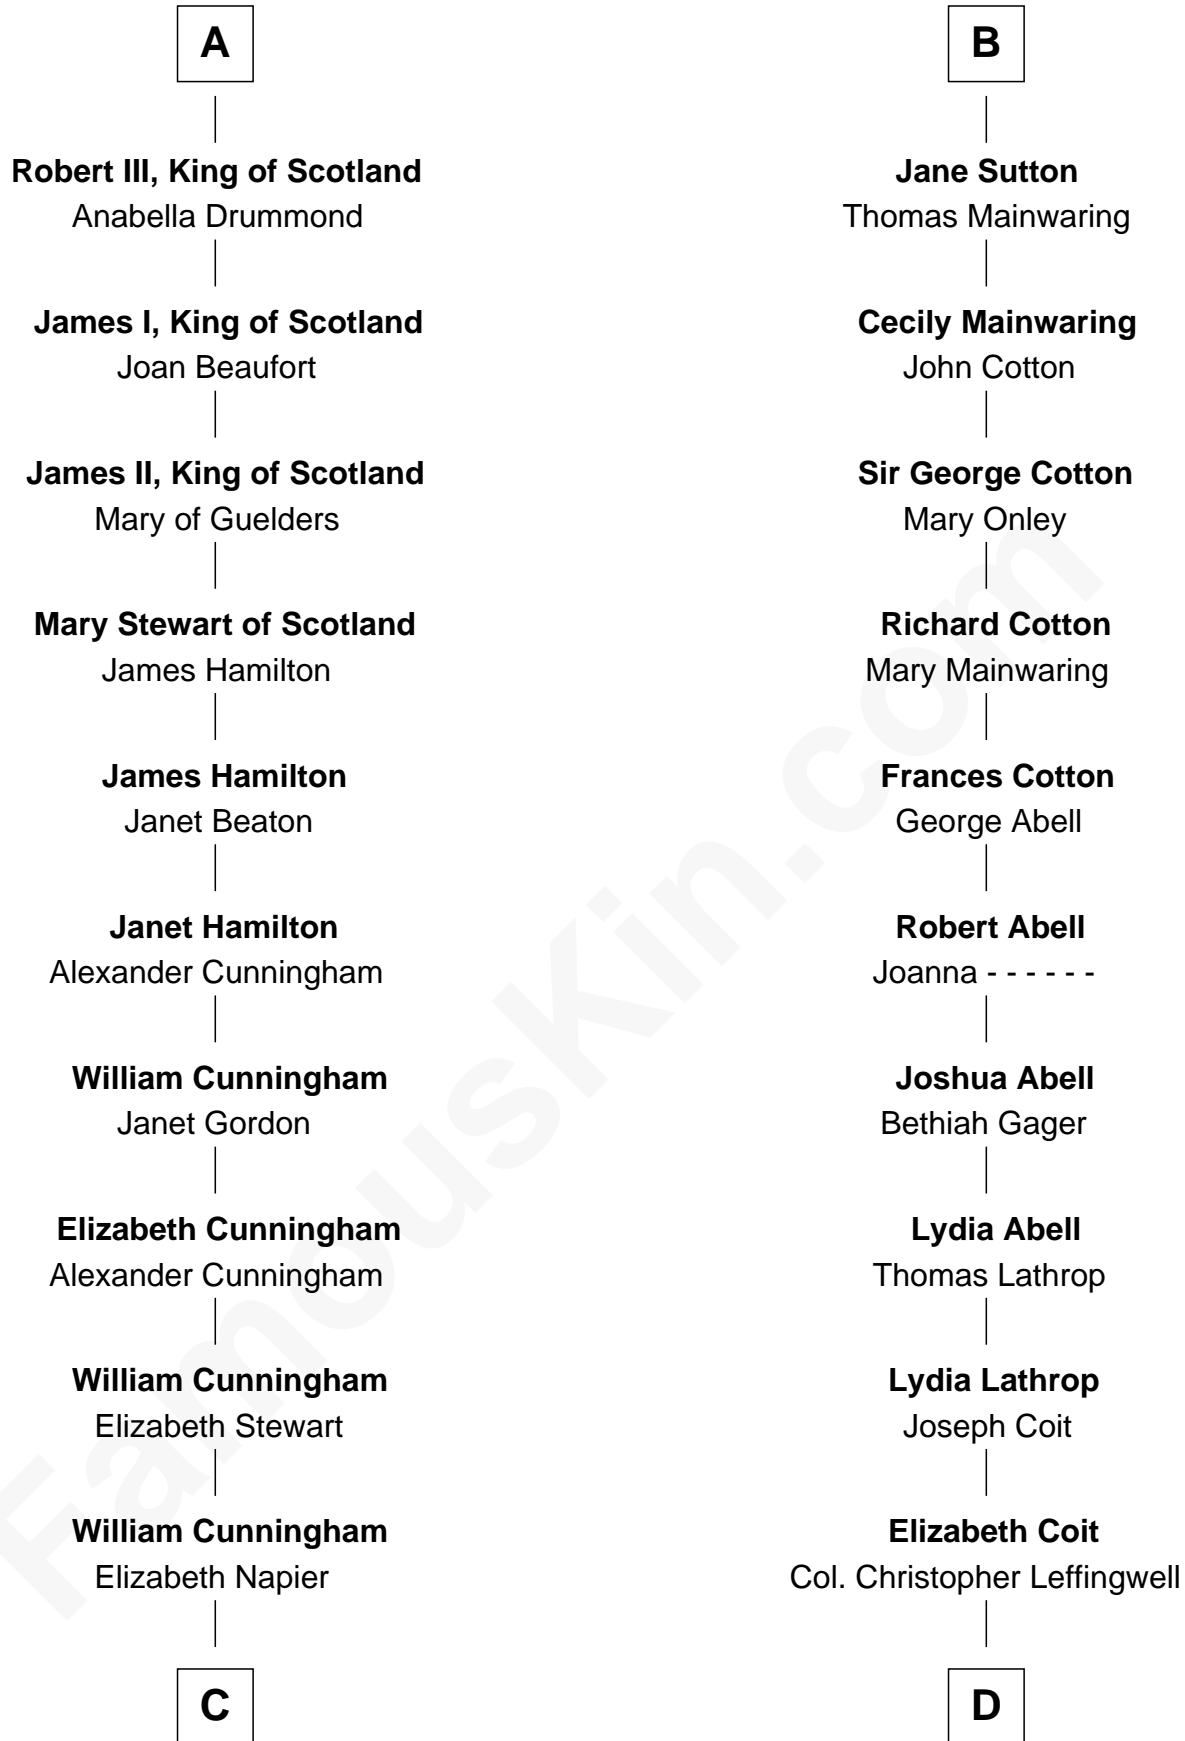 A
Robert III, King of Scotland
Anabella Drummond
James I, King of Scotland
Joan Beaufort
James II, King of Scotland
Mary of Guelders
Mary Stewart of Scotland
James Hamilton
James Hamilton
Janet Beaton
Janet Hamilton
Alexander Cunningham
William Cunningham
Janet Gordon
Elizabeth Cunningham
Alexander Cunningham
William Cunningham
Elizabeth Stewart
William Cunningham
Elizabeth Napier
C
B
Jane Sutton
Thomas Mainwaring
Cecily Mainwaring
John Cotton
Sir George Cotton
Mary Onley
Richard Cotton
Mary Mainwaring
Frances Cotton
George Abell
Robert Abell
Joanna - - - - - -
Joshua Abell
Bethiah Gager
Lydia Abell
Thomas Lathrop
Lydia Lathrop
Joseph Coit
Elizabeth Coit
Col. Christopher Leffingwell
D
FamousKin.com